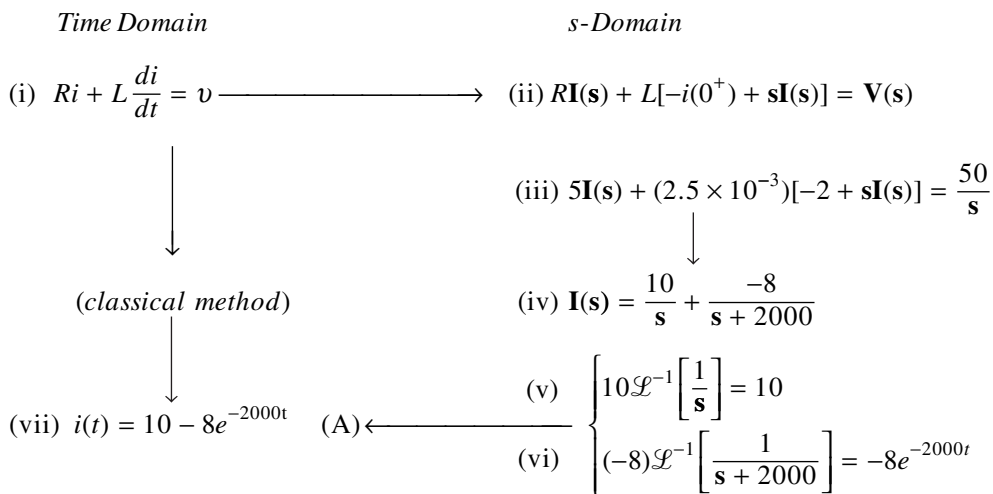 Time Domain
s-Domain
(i) Ri + L di/dt = υ ⟶ (ii) RI(s) + L[−i(0⁺) + sI(s)] = V(s)
(iii) 5I(s) + (2.5 × 10⁻³)[−2 + sI(s)] = 50/s
(classical method)
(iv) I(s) = 10/s + −8/(s + 2000)
(v) 10ℒ⁻¹[1/s] = 10
(vii) i(t) = 10 − 8e^(−2000t) (A) ⟵
(vi) (−8)ℒ⁻¹[1/(s + 2000)] = −8e^(−2000t)